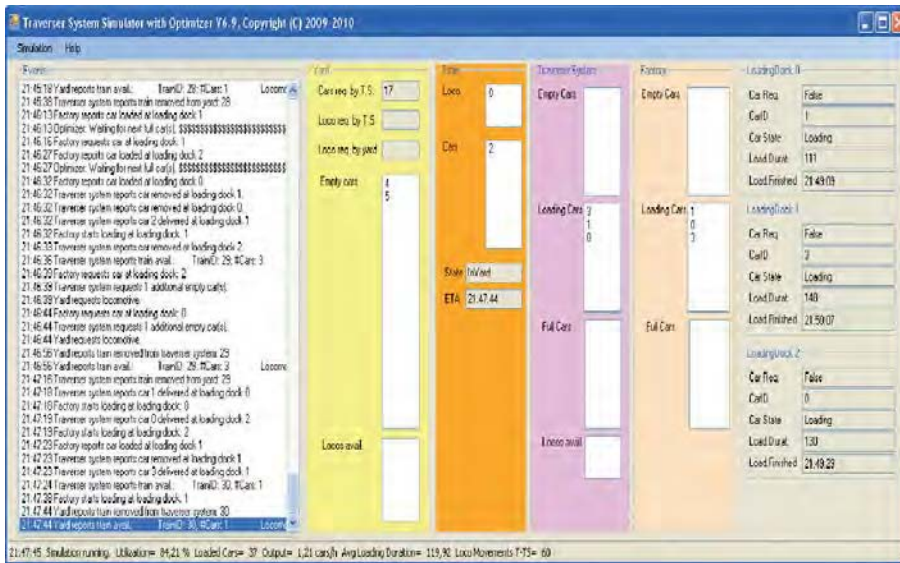 Traverser System Simulator with Optimizer V6.9, Copyright (C) 2009-2010
Simulation Help
Events
21:45:18 Yard reports train avail.: TrainID: 28; #Cars: 1 Locomo
21:45:38 Traverser system reports train removed from yard: 28
21:46:13 Factory reports car loaded at loading dock: 1
21:46:13 Optimizer: Waiting for next full car(s).
21:46:16 Factory requests car at loading dock: 1
21:46:27 Factory reports car loaded at loading dock: 2
21:46:27 Optimizer: Waiting for next full car(s).
21:46:32 Factory reports car loaded at loading dock: 0
21:46:32 Traverser system reports car removed at loading dock: 1
21:46:32 Traverser system reports car removed at loading dock: 0
21:46:32 Traverser system reports car 2 delivered at loading dock: 1
21:46:32 Factory starts loading at loading dock: 1
21:46:33 Traverser system reports car removed at loading dock: 2
21:46:36 Traverser system reports train avail.: TrainID: 29; #Cars: 3
21:46:39 Factory requests car at loading dock: 2
21:46:39 Traverser system requests 1 additional empty car(s).
21:46:39 Yard requests locomotive.
21:46:44 Factory requests car at loading dock: 0
21:46:44 Traverser system requests 1 additional empty car(s).
21:46:44 Yard requests locomotive.
21:46:56 Yard reports train removed from traverser system: 29
21:46:56 Yard reports train avail.: TrainID: 29; #Cars: 3 Locomo
21:47:16 Traverser system reports train removed from yard: 29
21:47:18 Traverser system reports car 1 delivered at loading dock: 0
21:47:18 Factory starts loading at loading dock: 0
21:47:19 Traverser system reports car 0 delivered at loading dock: 2
21:47:19 Factory starts loading at loading dock: 2
21:47:23 Factory reports car loaded at loading dock: 1
21:47:23 Traverser system reports car removed at loading dock: 1
21:47:23 Traverser system reports car 3 delivered at loading dock: 1
21:47:24 Traverser system reports train avail.: TrainID: 30; #Cars: 1
21:47:38 Factory starts loading at loading dock: 1
21:47:44 Yard reports train removed from traverser system: 30
21:47:44 Yard reports train avail.: TrainID: 30; #Cars: 1 Locomo
Yard
Cars req. by T.S. 17
Loco req. by T.S.
Loco req. by yard
Empty cars 4
5
Locos avail.
Train
Loco 0
Cars 2
State InYard
ETA 21:47:44
Traverser System
Empty Cars
Loading Cars 3
1
0
Full Cars
Locos avail.
Factory
Empty Cars
Loading Cars 1
0
3
Full Cars
LoadingDock 0
Car Req. False
CarID 1
Car State Loading
Load Durat. 111
Load Finished 21:49:09
LoadingDock 1
Car Req. False
CarID 3
Car State Loading
Load Durat. 148
Load Finished 21:50:07
LoadingDock 2
Car Req. False
CarID 0
Car State Loading
Load Durat. 130
Load Finished 21:49:29
21:47:45 Simulation running. Utilization= 84,21 % Loaded Cars= 37 Output= 1,21 cars/h Avg Loading Duration= 119,92 Loco Movements T-TS= 60